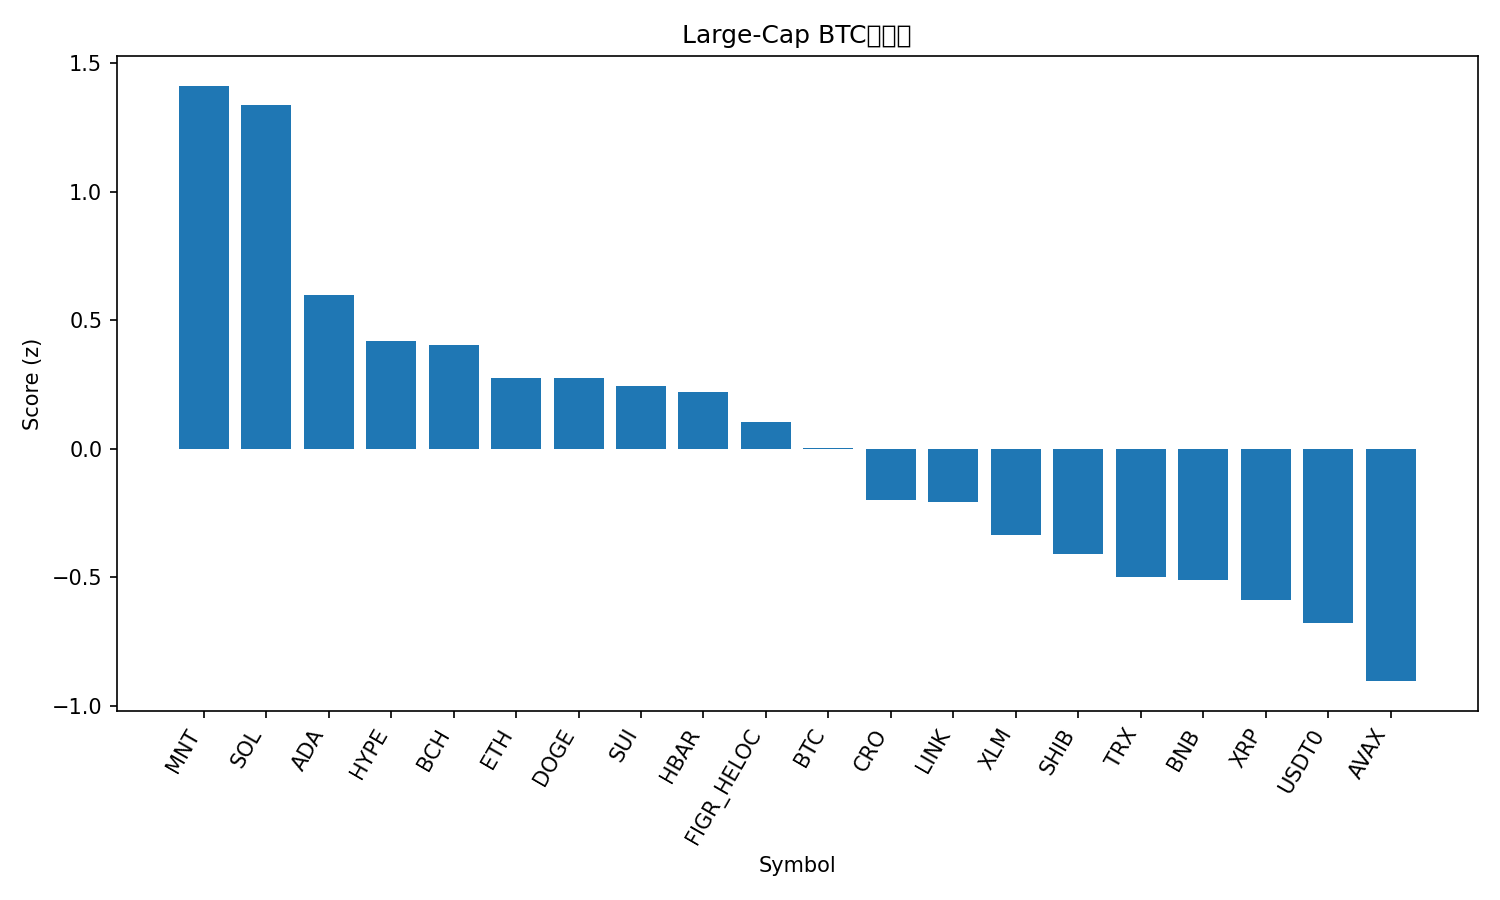 Large-Cap BTC
Score (z)
1.5
1.0
0.5
0.0
−0.5
−1.0
MNT
SOL
ADA
HYPE
BCH
ETH
DOGE
SUI
HBAR
FIGR_HELOC
BTC
CRO
LINK
XLM
SHIB
TRX
BNB
XRP
USDT0
AVAX
Symbol